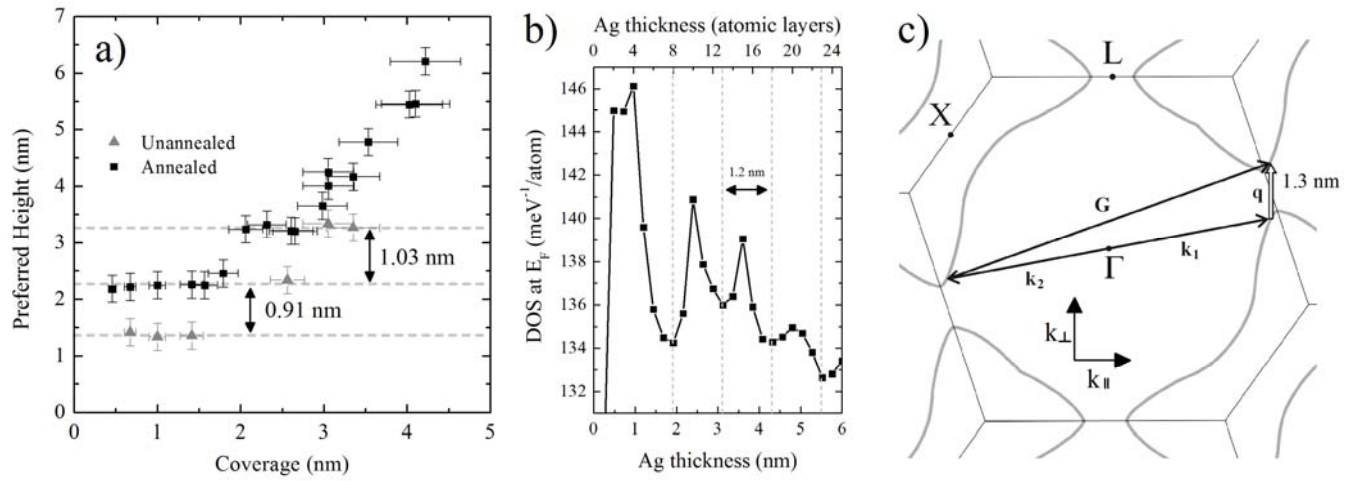 a)
7
6
5
4
3
2
1
0
Preferred Height (nm)
Unannealed
Annealed
1.03 nm
0.91 nm
0 1 2 3 4 5
Coverage (nm)
b)
Ag thickness (atomic layers)
0 4 8 12 16 20 24
146
144
142
140
138
136
134
132
DOS at E_F (meV⁻¹/atom)
1.2 nm
0 1 2 3 4 5 6
Ag thickness (nm)
c)
L
X
1.3 nm
q
G
k₁
Γ
k₂
k⊥
k∥